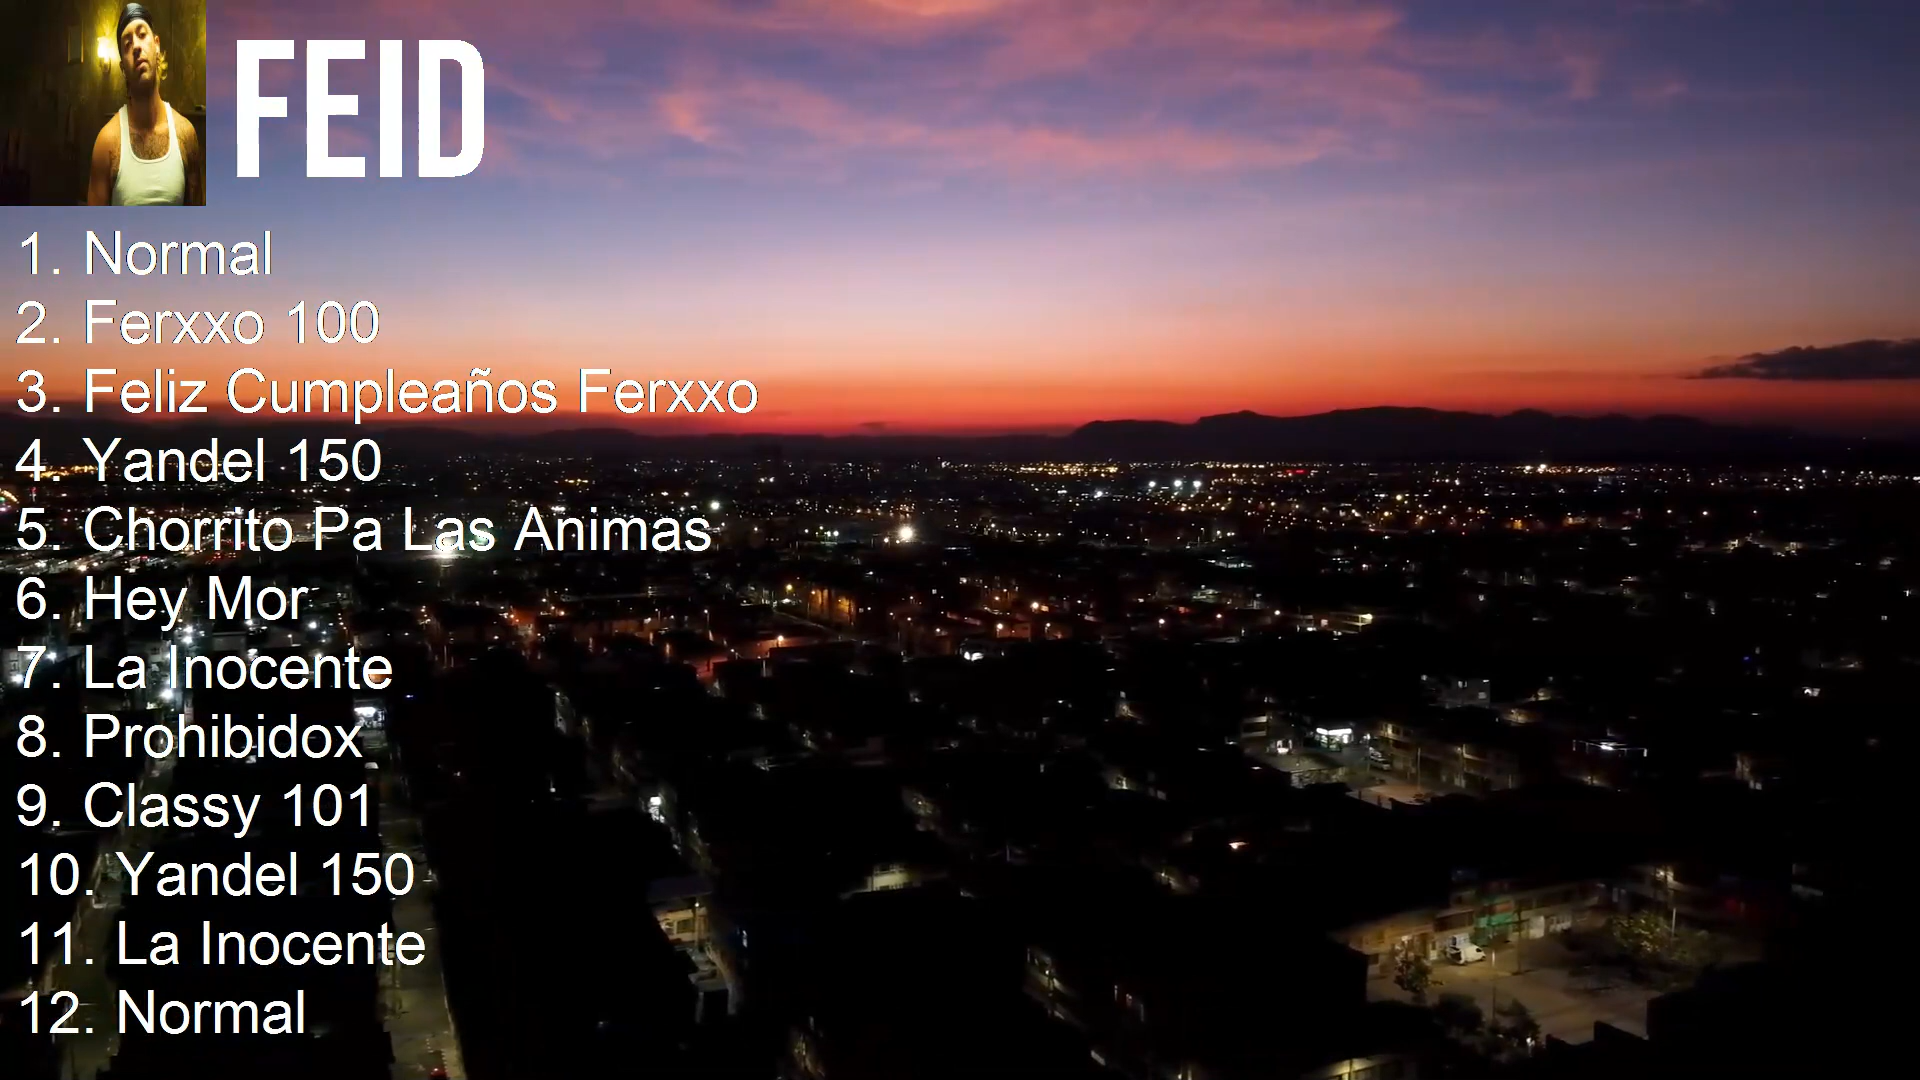 FEID
1. Normal
2. Ferxxo 100
3. Feliz Cumpleaños Ferxxo
4. Yandel 150
5. Chorrito Pa Las Animas
6. Hey Mor
7. La Inocente
8. Prohibidox
9. Classy 101
10. Yandel 150
11. La Inocente
12. Normal